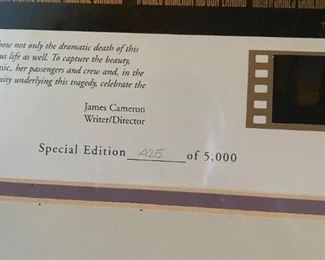 how not only the dramatic death of this
us life as well. To capture the beauty,
nic, her passengers and crew and, in the
nity underlying this tragedy, celebrate the
James Cameron
Writer/Director
Special Edition 425 of 5,000